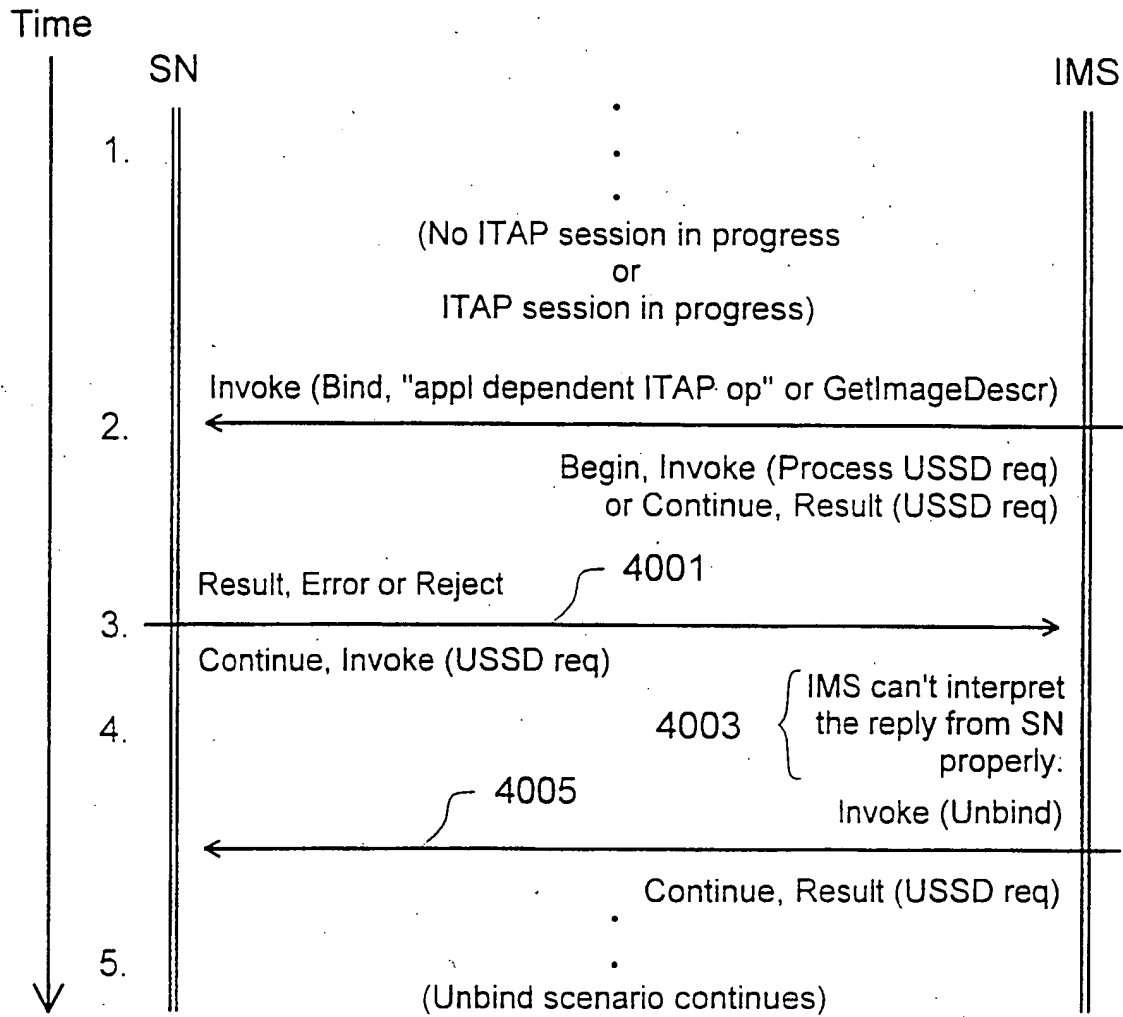 Time
SN
IMS
1.
(No ITAP session in progress
or
ITAP session in progress)
Invoke (Bind, "appl dependent ITAP op" or GetImageDescr)
2.
Begin, Invoke (Process USSD req)
or Continue, Result (USSD req)
4001
Result, Error or Reject
3.
Continue, Invoke (USSD req)
4.
4003
IMS can't interpret
the reply from SN
properly.
4005
Invoke (Unbind)
Continue, Result (USSD req)
5.
(Unbind scenario continues)